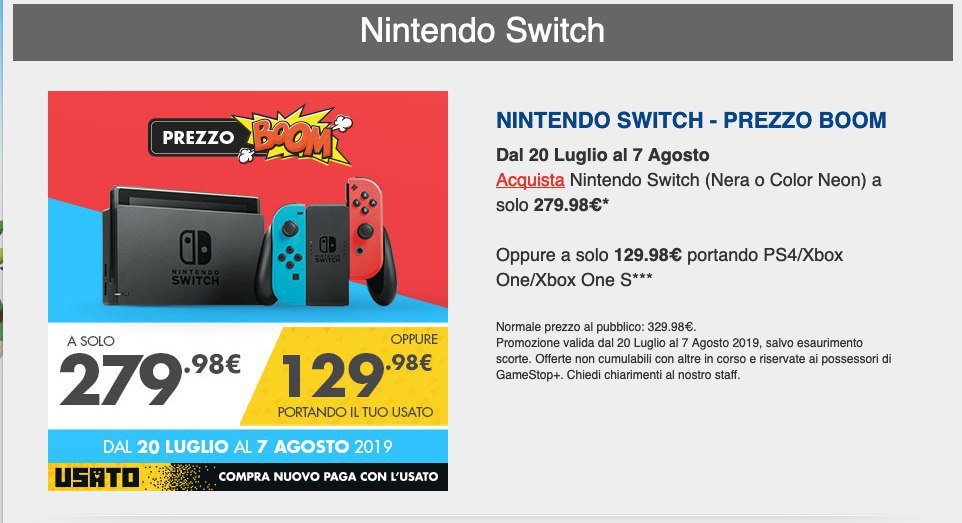 Nintendo Switch
PREZZO BOOM
NINTENDO
SWITCH
NINTENDO
SWITCH
A SOLO
279.98€
OPPURE
129.98€
PORTANDO IL TUO USATO
DAL 20 LUGLIO AL 7 AGOSTO 2019
USATO COMPRA NUOVO PAGA CON L'USATO
NINTENDO SWITCH - PREZZO BOOM
Dal 20 Luglio al 7 Agosto
Acquista Nintendo Switch (Nera o Color Neon) a
solo 279.98€*
Oppure a solo 129.98€ portando PS4/Xbox
One/Xbox One S***
Normale prezzo al pubblico: 329.98€.
Promozione valida dal 20 Luglio al 7 Agosto 2019, salvo esaurimento
scorte. Offerte non cumulabili con altre in corso e riservate ai possessori di
GameStop+. Chiedi chiarimenti al nostro staff.